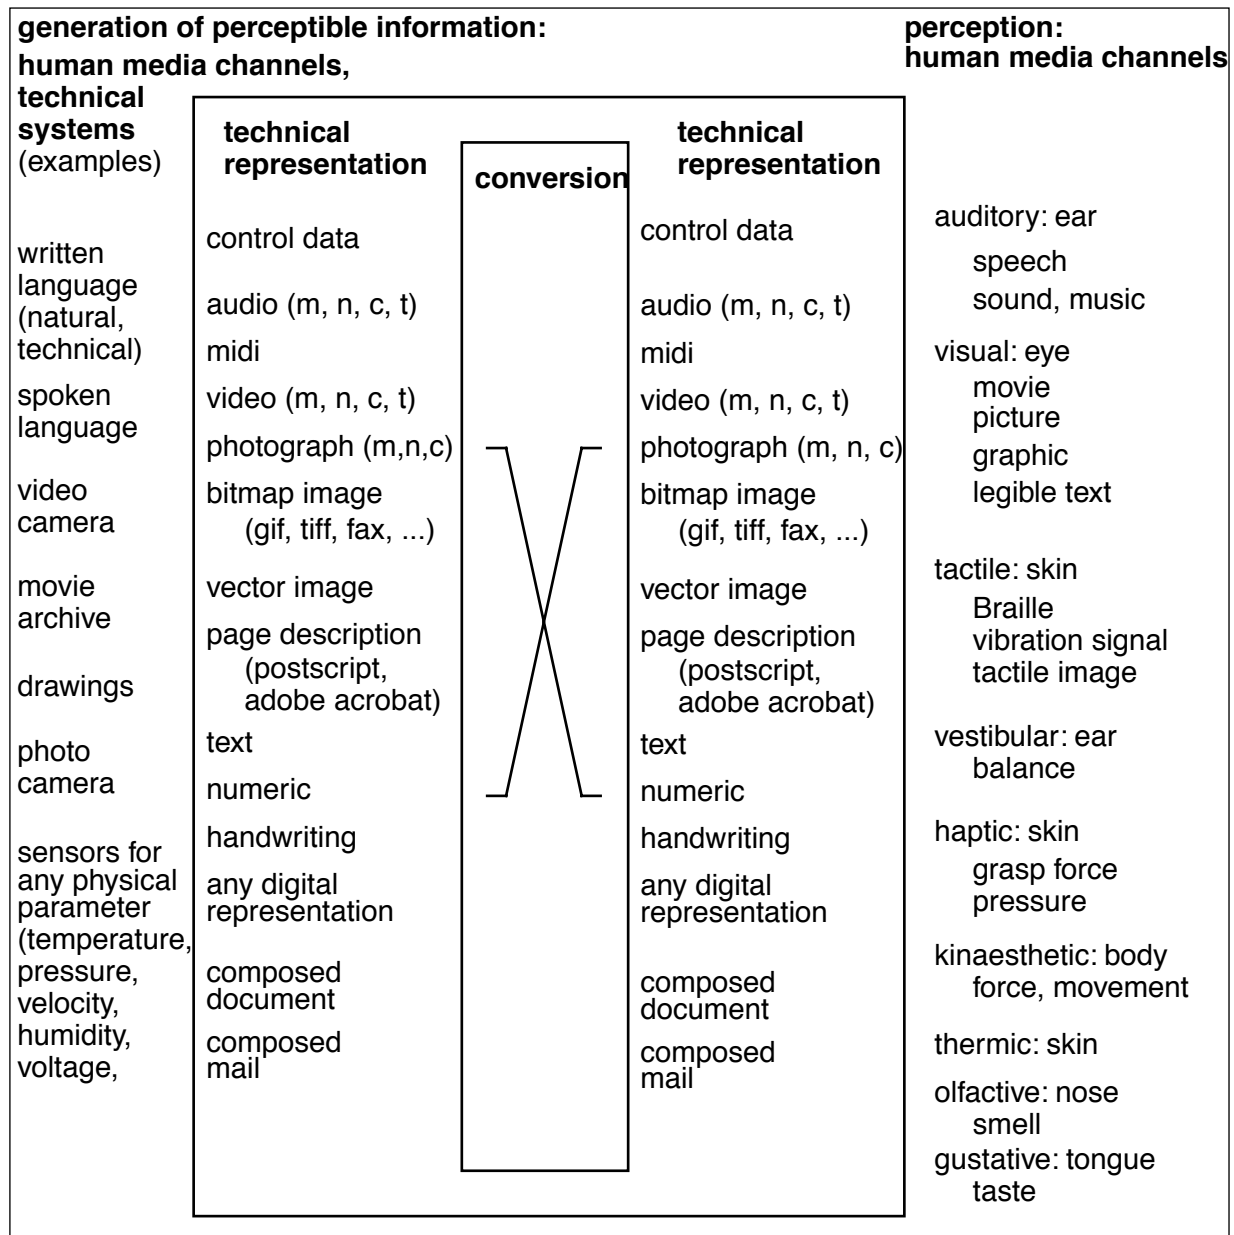 generation of perceptible information:
human media channels,
technical
systems
(examples)
written
language
(natural,
technical)
spoken
language
video
camera
movie
archive
drawings
photo
camera
sensors for
any physical
parameter
(temperature,
pressure,
velocity,
humidity,
voltage,
technical
representation
control data
audio (m, n, c, t)
midi
video (m, n, c, t)
photograph (m,n,c)
bitmap image
(gif, tiff, fax, ...)
vector image
page description
(postscript,
adobe acrobat)
text
numeric
handwriting
any digital
representation
composed
document
composed
mail
conversion
technical
representation
control data
audio (m, n, c, t)
midi
video (m, n, c, t)
photograph (m, n, c)
bitmap image
(gif, tiff, fax, ...)
vector image
page description
(postscript,
adobe acrobat)
text
numeric
handwriting
any digital
representation
composed
document
composed
mail
perception:
human media channels
auditory: ear
speech
sound, music
visual: eye
movie
picture
graphic
legible text
tactile: skin
Braille
vibration signal
tactile image
vestibular: ear
balance
haptic: skin
grasp force
pressure
kinaesthetic: body
force, movement
thermic: skin
olfactive: nose
smell
gustative: tongue
taste